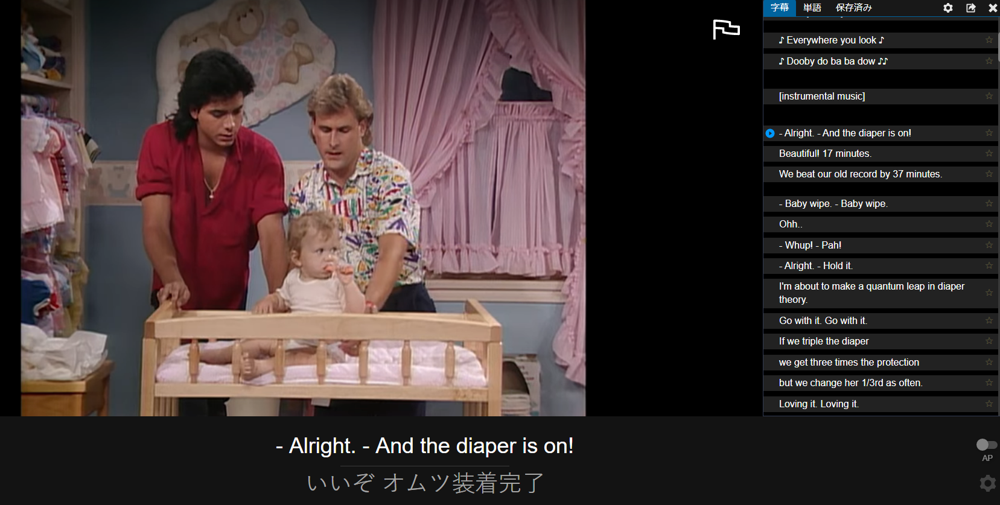 字幕 単語 保存済み
♪ Everywhere you look ♪
♪ Dooby do ba ba dow ♪♪
[instrumental music]
- Alright. - And the diaper is on!
Beautiful! 17 minutes.
We beat our old record by 37 minutes.
- Baby wipe. - Baby wipe.
Ohh..
- Whup! - Pah!
- Alright. - Hold it.
I'm about to make a quantum leap in diaper
theory.
Go with it. Go with it.
If we triple the diaper
we get three times the protection
but we change her 1/3rd as often.
Loving it. Loving it.
- Alright. - And the diaper is on!
いいぞ オムツ装着完了
AP